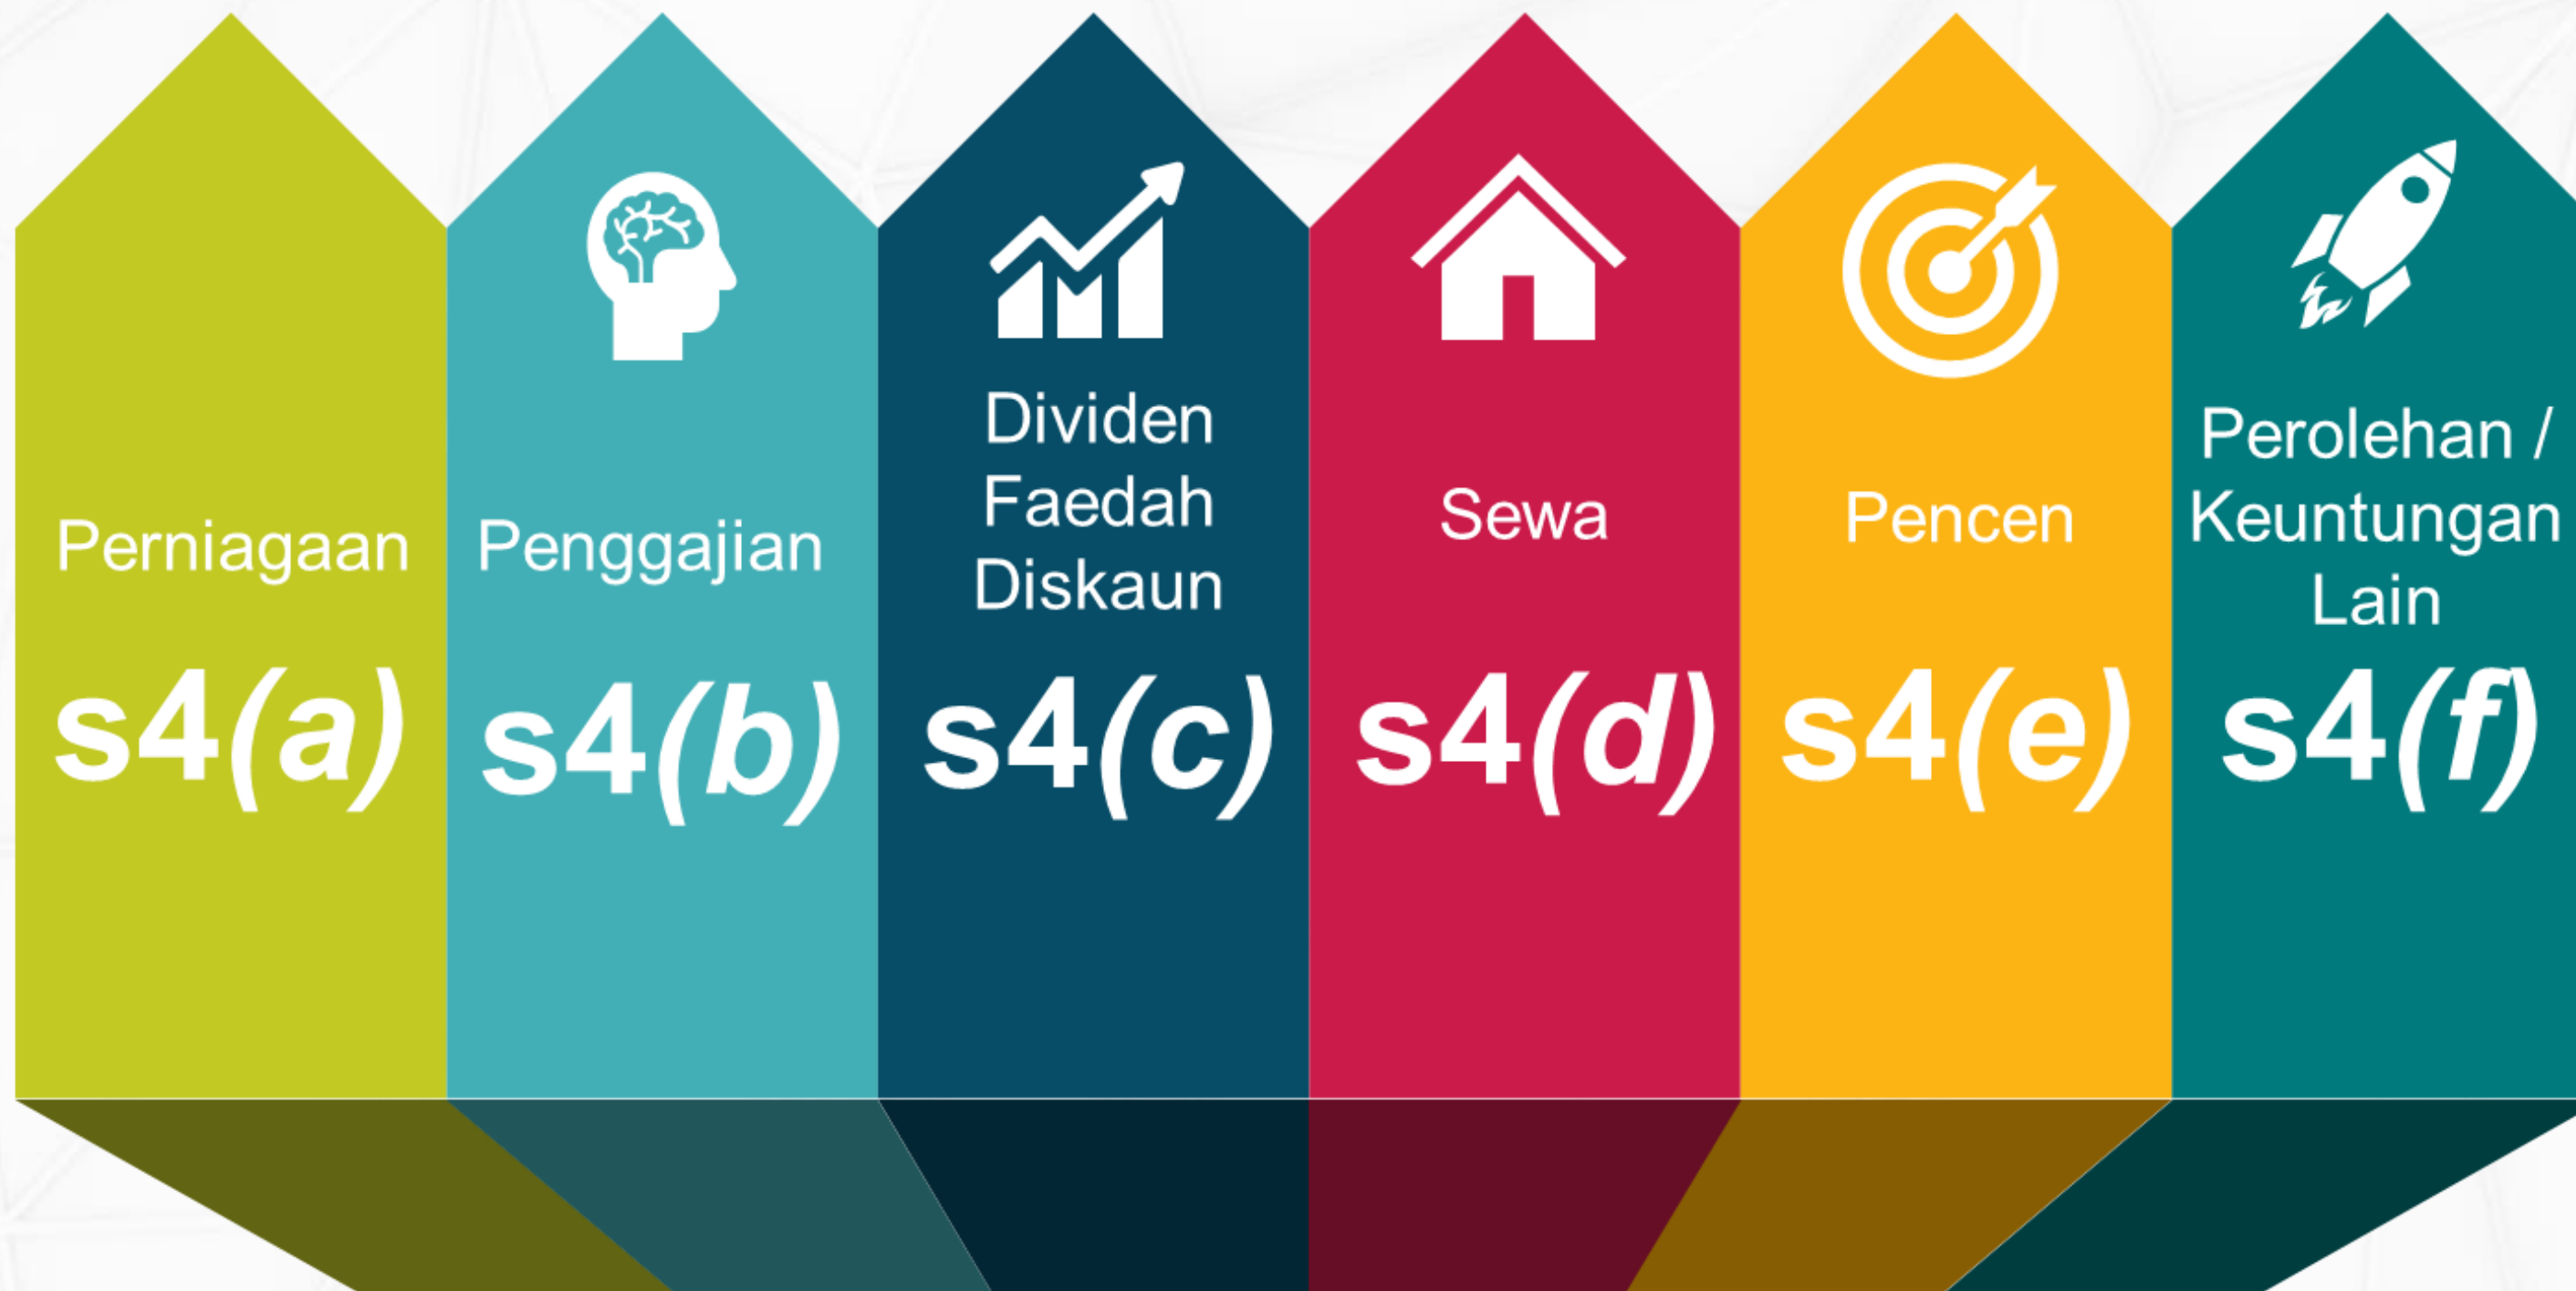 Perniagaan
s4(a)
Penggajian
s4(b)
Dividen
Faedah
Diskaun
s4(c)
Sewa
s4(d)
Pencen
s4(e)
Perolehan /
Keuntungan
Lain
s4(f)